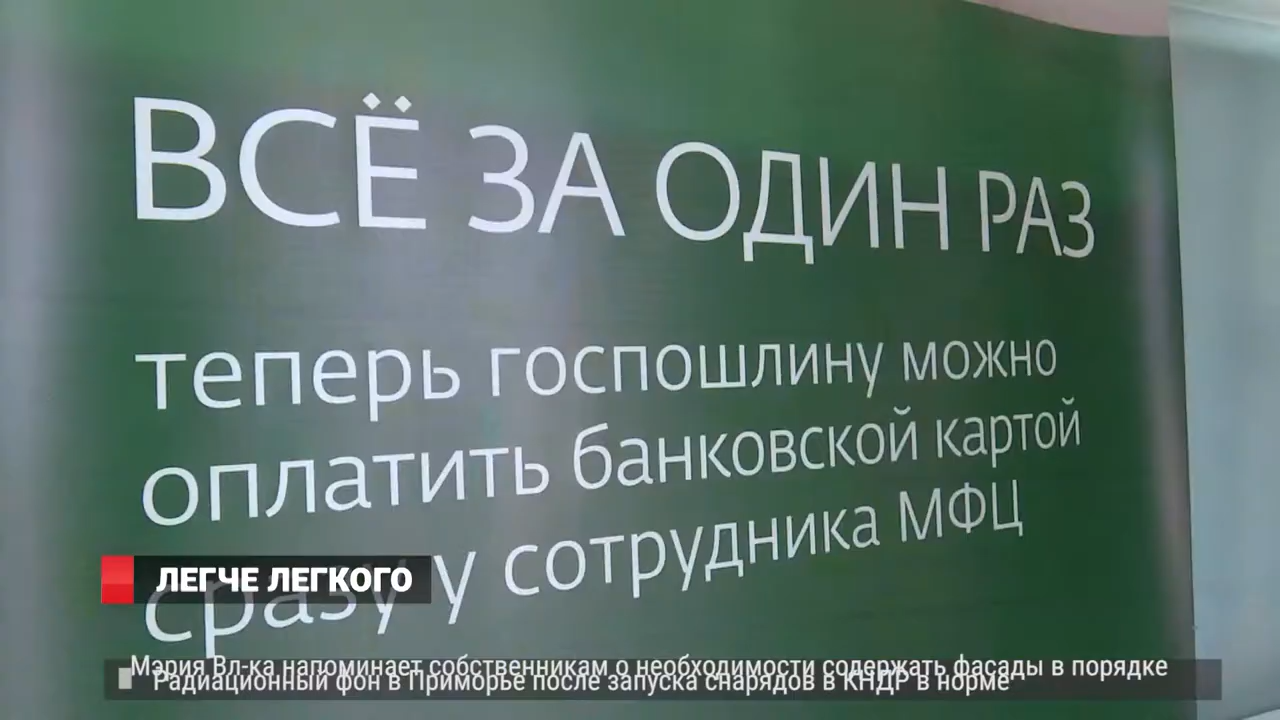 ВСЁ ЗА ОДИН РАЗ
теперь госпошлину можно
оплатить банковской картой
сразу у сотрудника МФЦ
ЛЕГЧЕ ЛЕГКОГО
Мэрия Вл-ка напоминает собственникам о необходимости содержать фасады в порядке
Радиационный фон в Приморье после запуска снарядов в КНДР в норме